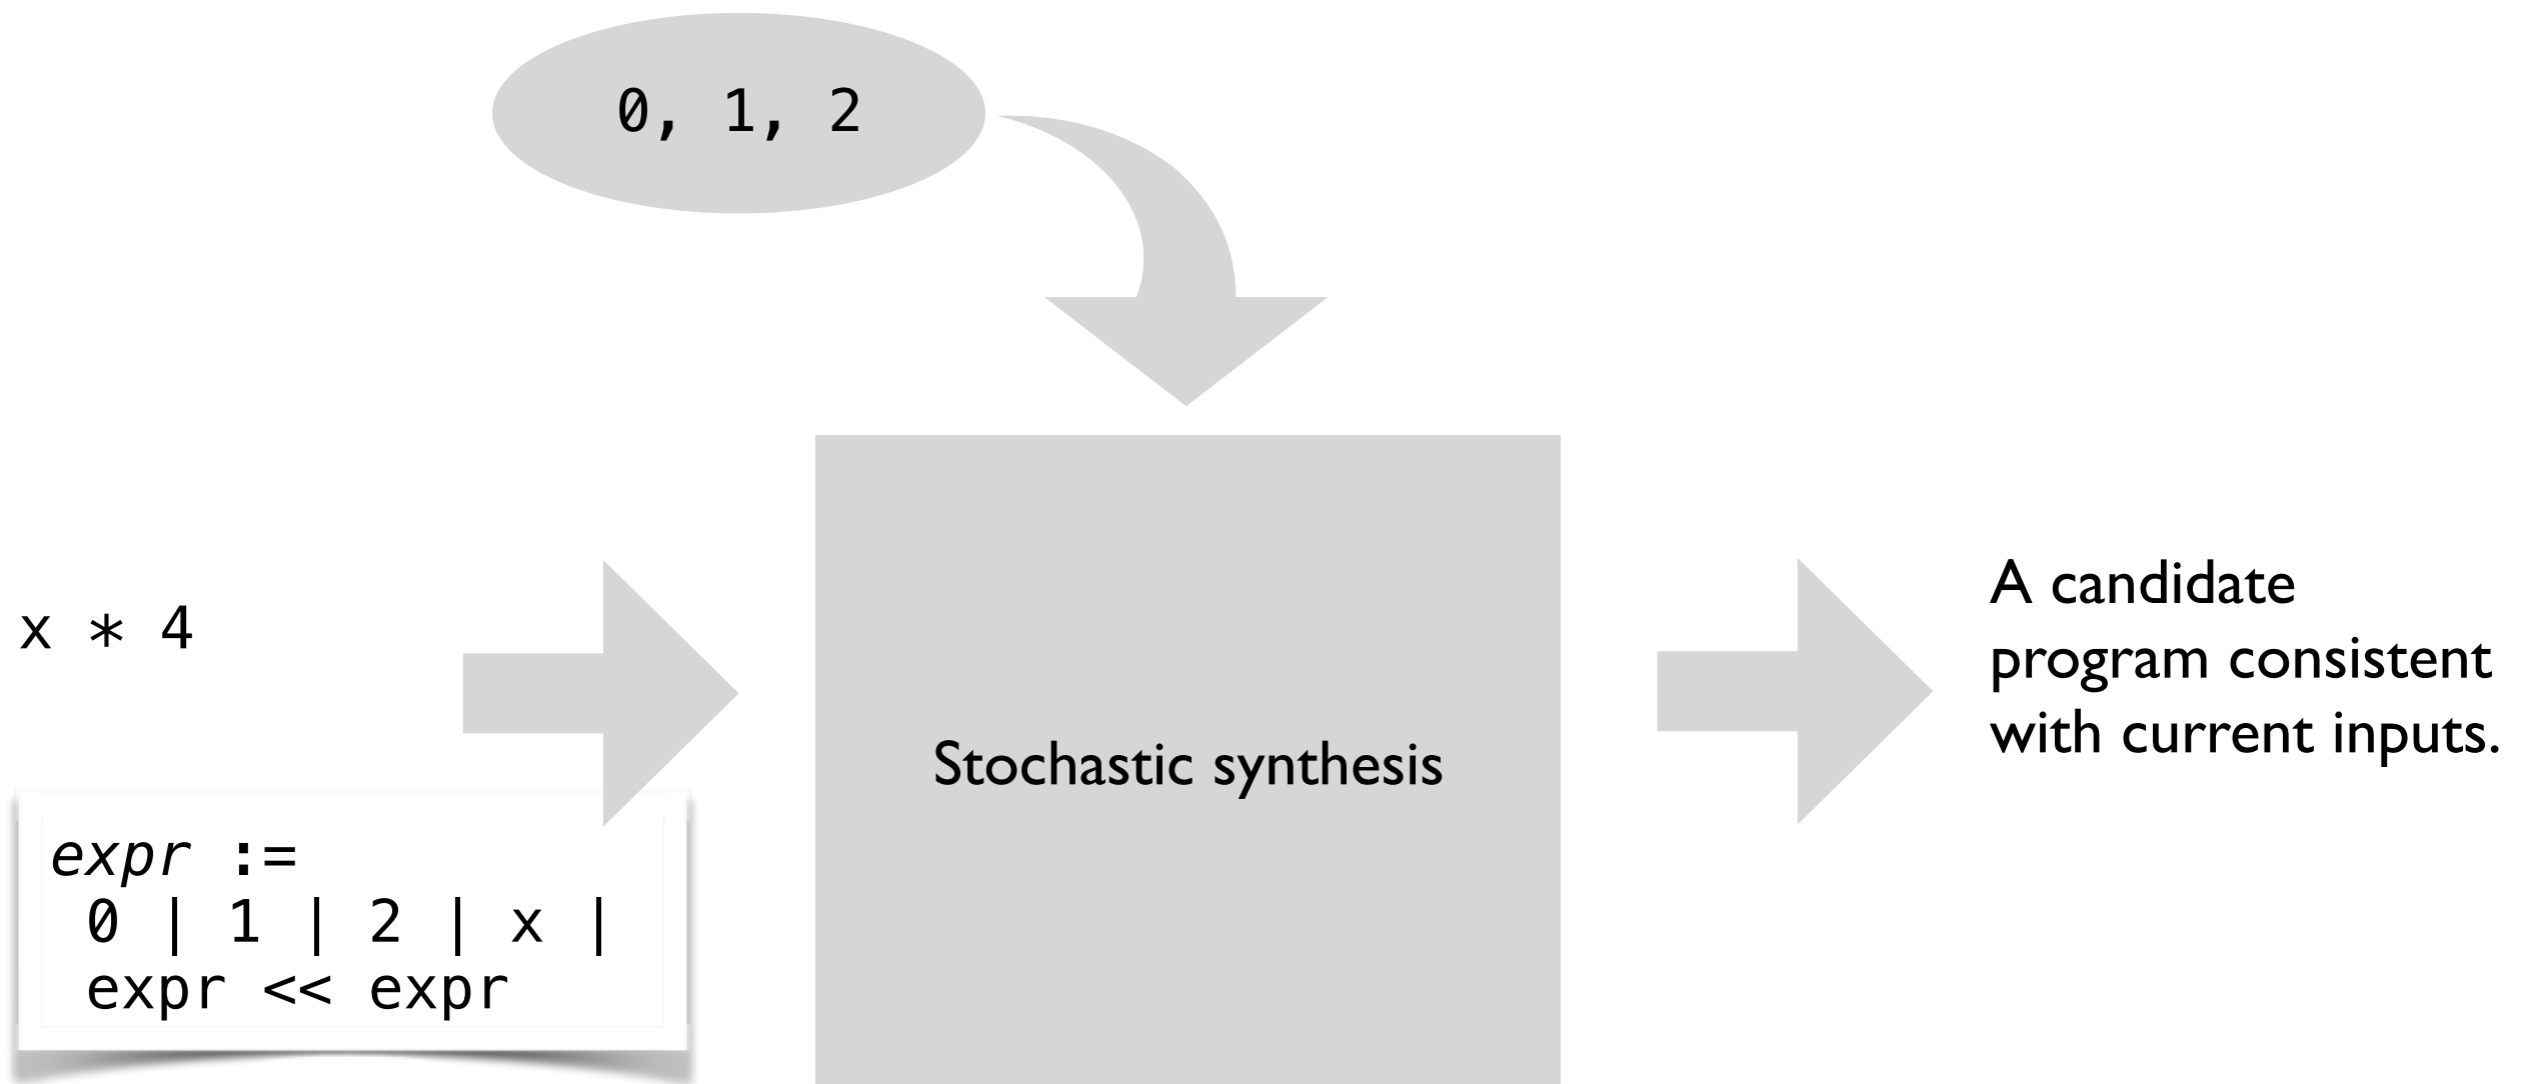 0, 1, 2
x * 4
expr :=
0 | 1 | 2 | x |
expr << expr
Stochastic synthesis
A candidate
program consistent
with current inputs.